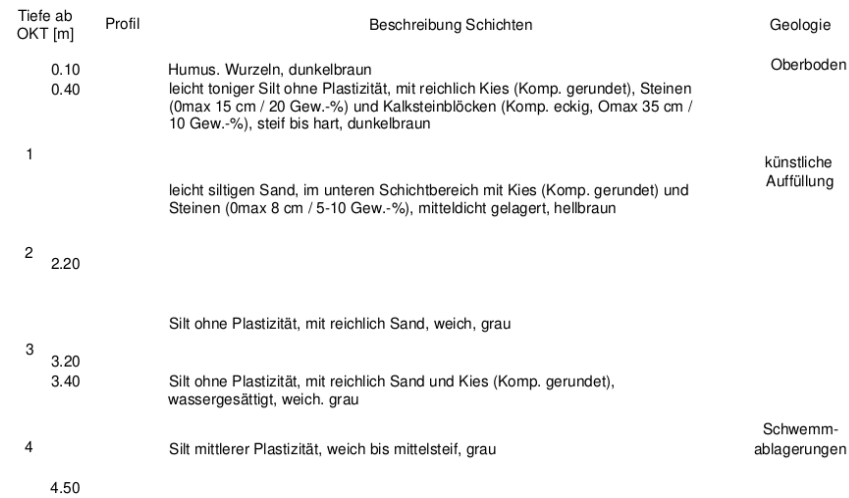 Tiefe ab
OKT [m]
Profil
Beschreibung Schichten
Geologie
0.10
Humus. Wurzeln, dunkelbraun
Oberboden
0.40
leicht toniger Silt ohne Plastizität, mit reichlich Kies (Komp. gerundet), Steinen
(0max 15 cm / 20 Gew.-%) und Kalksteinblöcken (Komp. eckig, Omax 35 cm /
10 Gew.-%), steif bis hart, dunkelbraun
1
künstliche
Auffüllung
leicht siltigen Sand, im unteren Schichtbereich mit Kies (Komp. gerundet) und
Steinen (0max 8 cm / 5-10 Gew.-%), mitteldicht gelagert, hellbraun
2
2.20
Silt ohne Plastizität, mit reichlich Sand, weich, grau
3
3.20
3.40
Silt ohne Plastizität, mit reichlich Sand und Kies (Komp. gerundet),
wassergesättigt, weich. grau
Schwemm-
ablagerungen
4
Silt mittlerer Plastizität, weich bis mittelsteif, grau
4.50